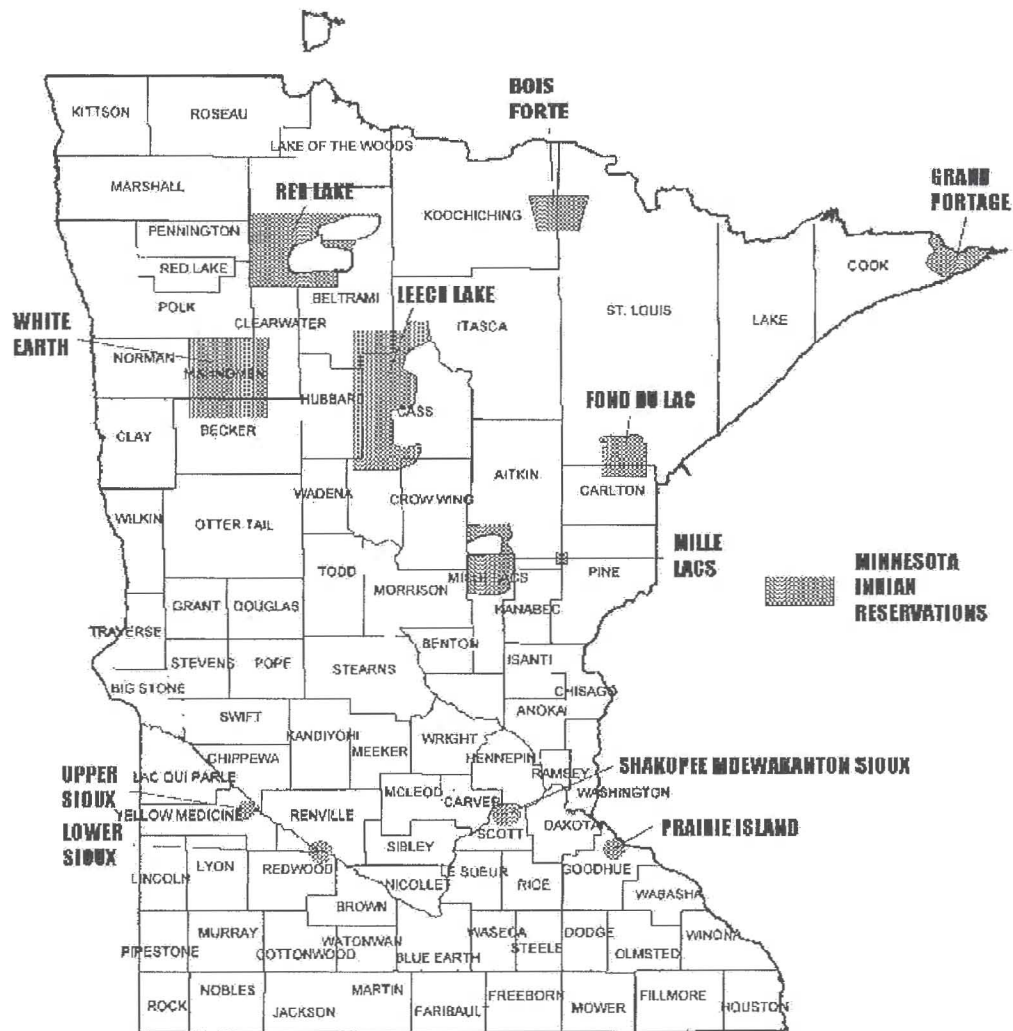 BOIS
FORTE
KITTSON
ROSEAU
LAKE OF THE WOODS
GRAND
PORTAGE
MARSHALL
RED LAKE
KOOCHICHING
PENNINGTON
RED LAKE
COOK
POLK
BELTRAMI
LEECH LAKE
CLEARWATER
ITASCA
ST. LOUIS
LAKE
WHITE
EARTH
NORMAN
MAHNOMEN
HUBBARD
CASS
FOND DU LAC
CLAY
BECKER
AITKIN
CARLTON
WADENA
CROW WING
WILKIN
OTTER TAIL
MILLE
LACS
TODD
MORRISON
MILLE LACS
PINE
MINNESOTA
INDIAN
RESERVATIONS
GRANT
DOUGLAS
KANABEC
TRAVERSE
BENTON
STEVENS
POPE
STEARNS
ISANTI
BIG STONE
CHISAGO
ANOKA
SWIFT
KANDIYOHI
MEEKER
WRIGHT
HENNEPIN
CHIPPEWA
RAMSEY
SHAKOPEE MDEWAKANTON SIOUX
UPPER
SIOUX
LAC QUI PARLE
MCLEOD
CARVER
WASHINGTON
YELLOW MEDICINE
RENVILLE
LOWER
SIOUX
SCOTT
DAKOTA
PRAIRIE ISLAND
SIBLEY
LYON
REDWOOD
LE SUEUR
GOODHUE
LINCOLN
NICOLLET
RICE
WABASHA
BROWN
MURRAY
WATONWAN
WASECA
DODGE
WINONA
PIPESTONE
COTTONWOOD
BLUE EARTH
STEELE
OLMSTED
ROCK
NOBLES
JACKSON
MARTIN
FARIBAULT
FREEBORN
MOWER
FILLMORE
HOUSTON